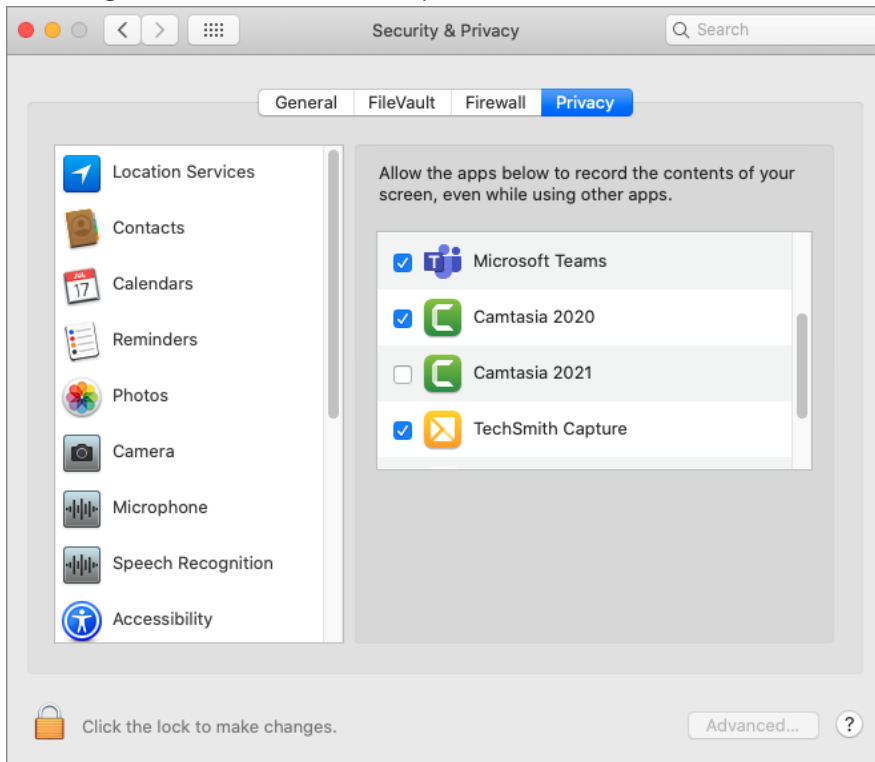 Security & Privacy
Search
General FileVault Firewall Privacy
Location Services
Contacts
JUL
17
Calendars
Reminders
Photos
Camera
Microphone
Speech Recognition
Accessibility
Allow the apps below to record the contents of your
screen, even while using other apps.
Microsoft Teams
Camtasia 2020
Camtasia 2021
TechSmith Capture
Click the lock to make changes.
Advanced...
?